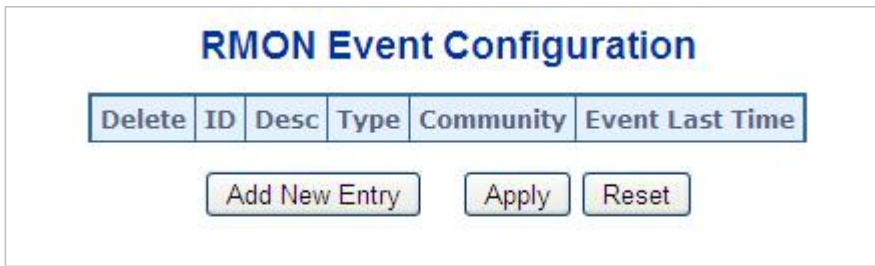 RMON Event Configuration
Delete ID Desc Type Community Event Last Time
Add New Entry Apply Reset